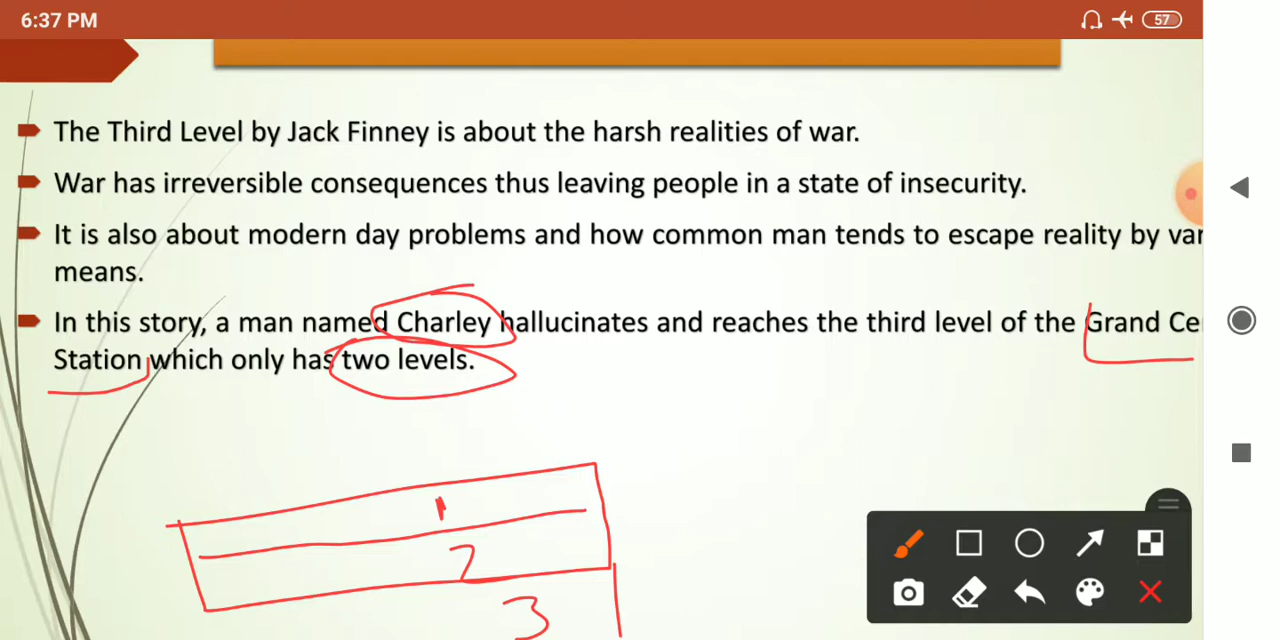 6:37 PM
57
The Third Level by Jack Finney is about the harsh realities of war.
War has irreversible consequences thus leaving people in a state of insecurity.
It is also about modern day problems and how common man tends to escape reality by
means.
In this story, a man named Charley hallucinates and reaches the third level of the Grand
Station which only has two levels.
1
2
3